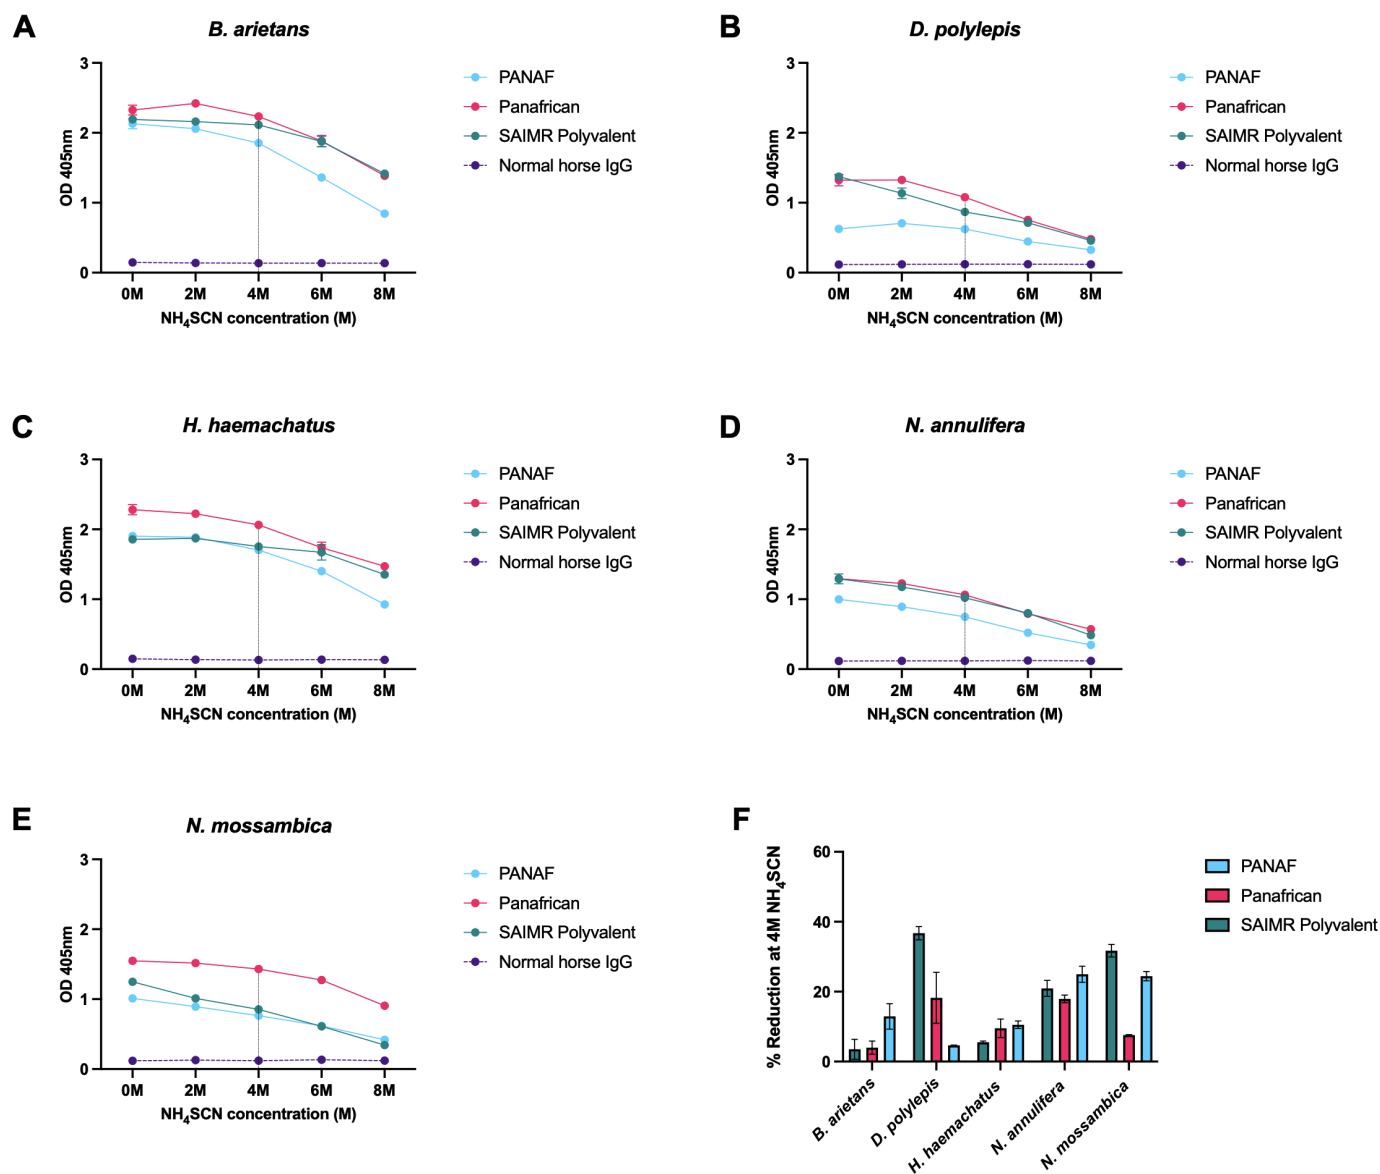 A
B. arietans
3
2
1
0
OD 405nm
0M 2M 4M 6M 8M
NH4SCN concentration (M)
PANAF
Panafrican
SAIMR Polyvalent
Normal horse IgG
B
D. polylepis
3
2
1
0
OD 405nm
0M 2M 4M 6M 8M
NH4SCN concentration (M)
PANAF
Panafrican
SAIMR Polyvalent
Normal horse IgG
C
H. haemachatus
3
2
1
0
OD 405nm
0M 2M 4M 6M 8M
NH4SCN concentration (M)
PANAF
Panafrican
SAIMR Polyvalent
Normal horse IgG
D
N. annulifera
3
2
1
0
OD 405nm
0M 2M 4M 6M 8M
NH4SCN concentration (M)
PANAF
Panafrican
SAIMR Polyvalent
Normal horse IgG
E
N. mossambica
3
2
1
0
OD 405nm
0M 2M 4M 6M 8M
NH4SCN concentration (M)
PANAF
Panafrican
SAIMR Polyvalent
Normal horse IgG
F
60
40
20
0
% Reduction at 4M NH4SCN
B. arietans
D. polylepis
H. haemachatus
N. annulifera
N. mossambica
PANAF
Panafrican
SAIMR Polyvalent